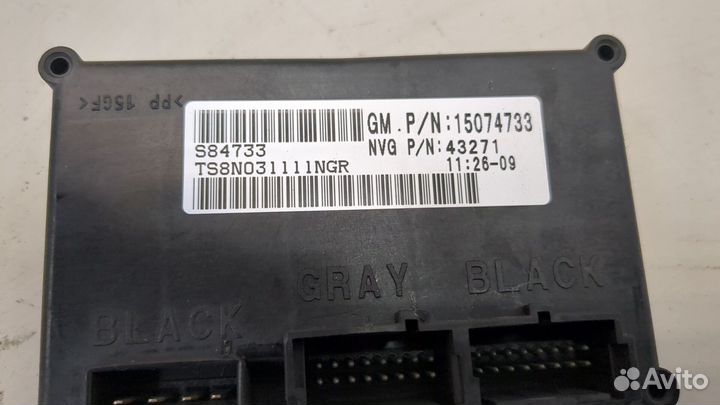 >PP 15GF<
GM.P/N:15074733
S84733
NVG P/N:43271
TS8N031111NGR
11:26-09
BLACK
GRAY
BLACK
Avito